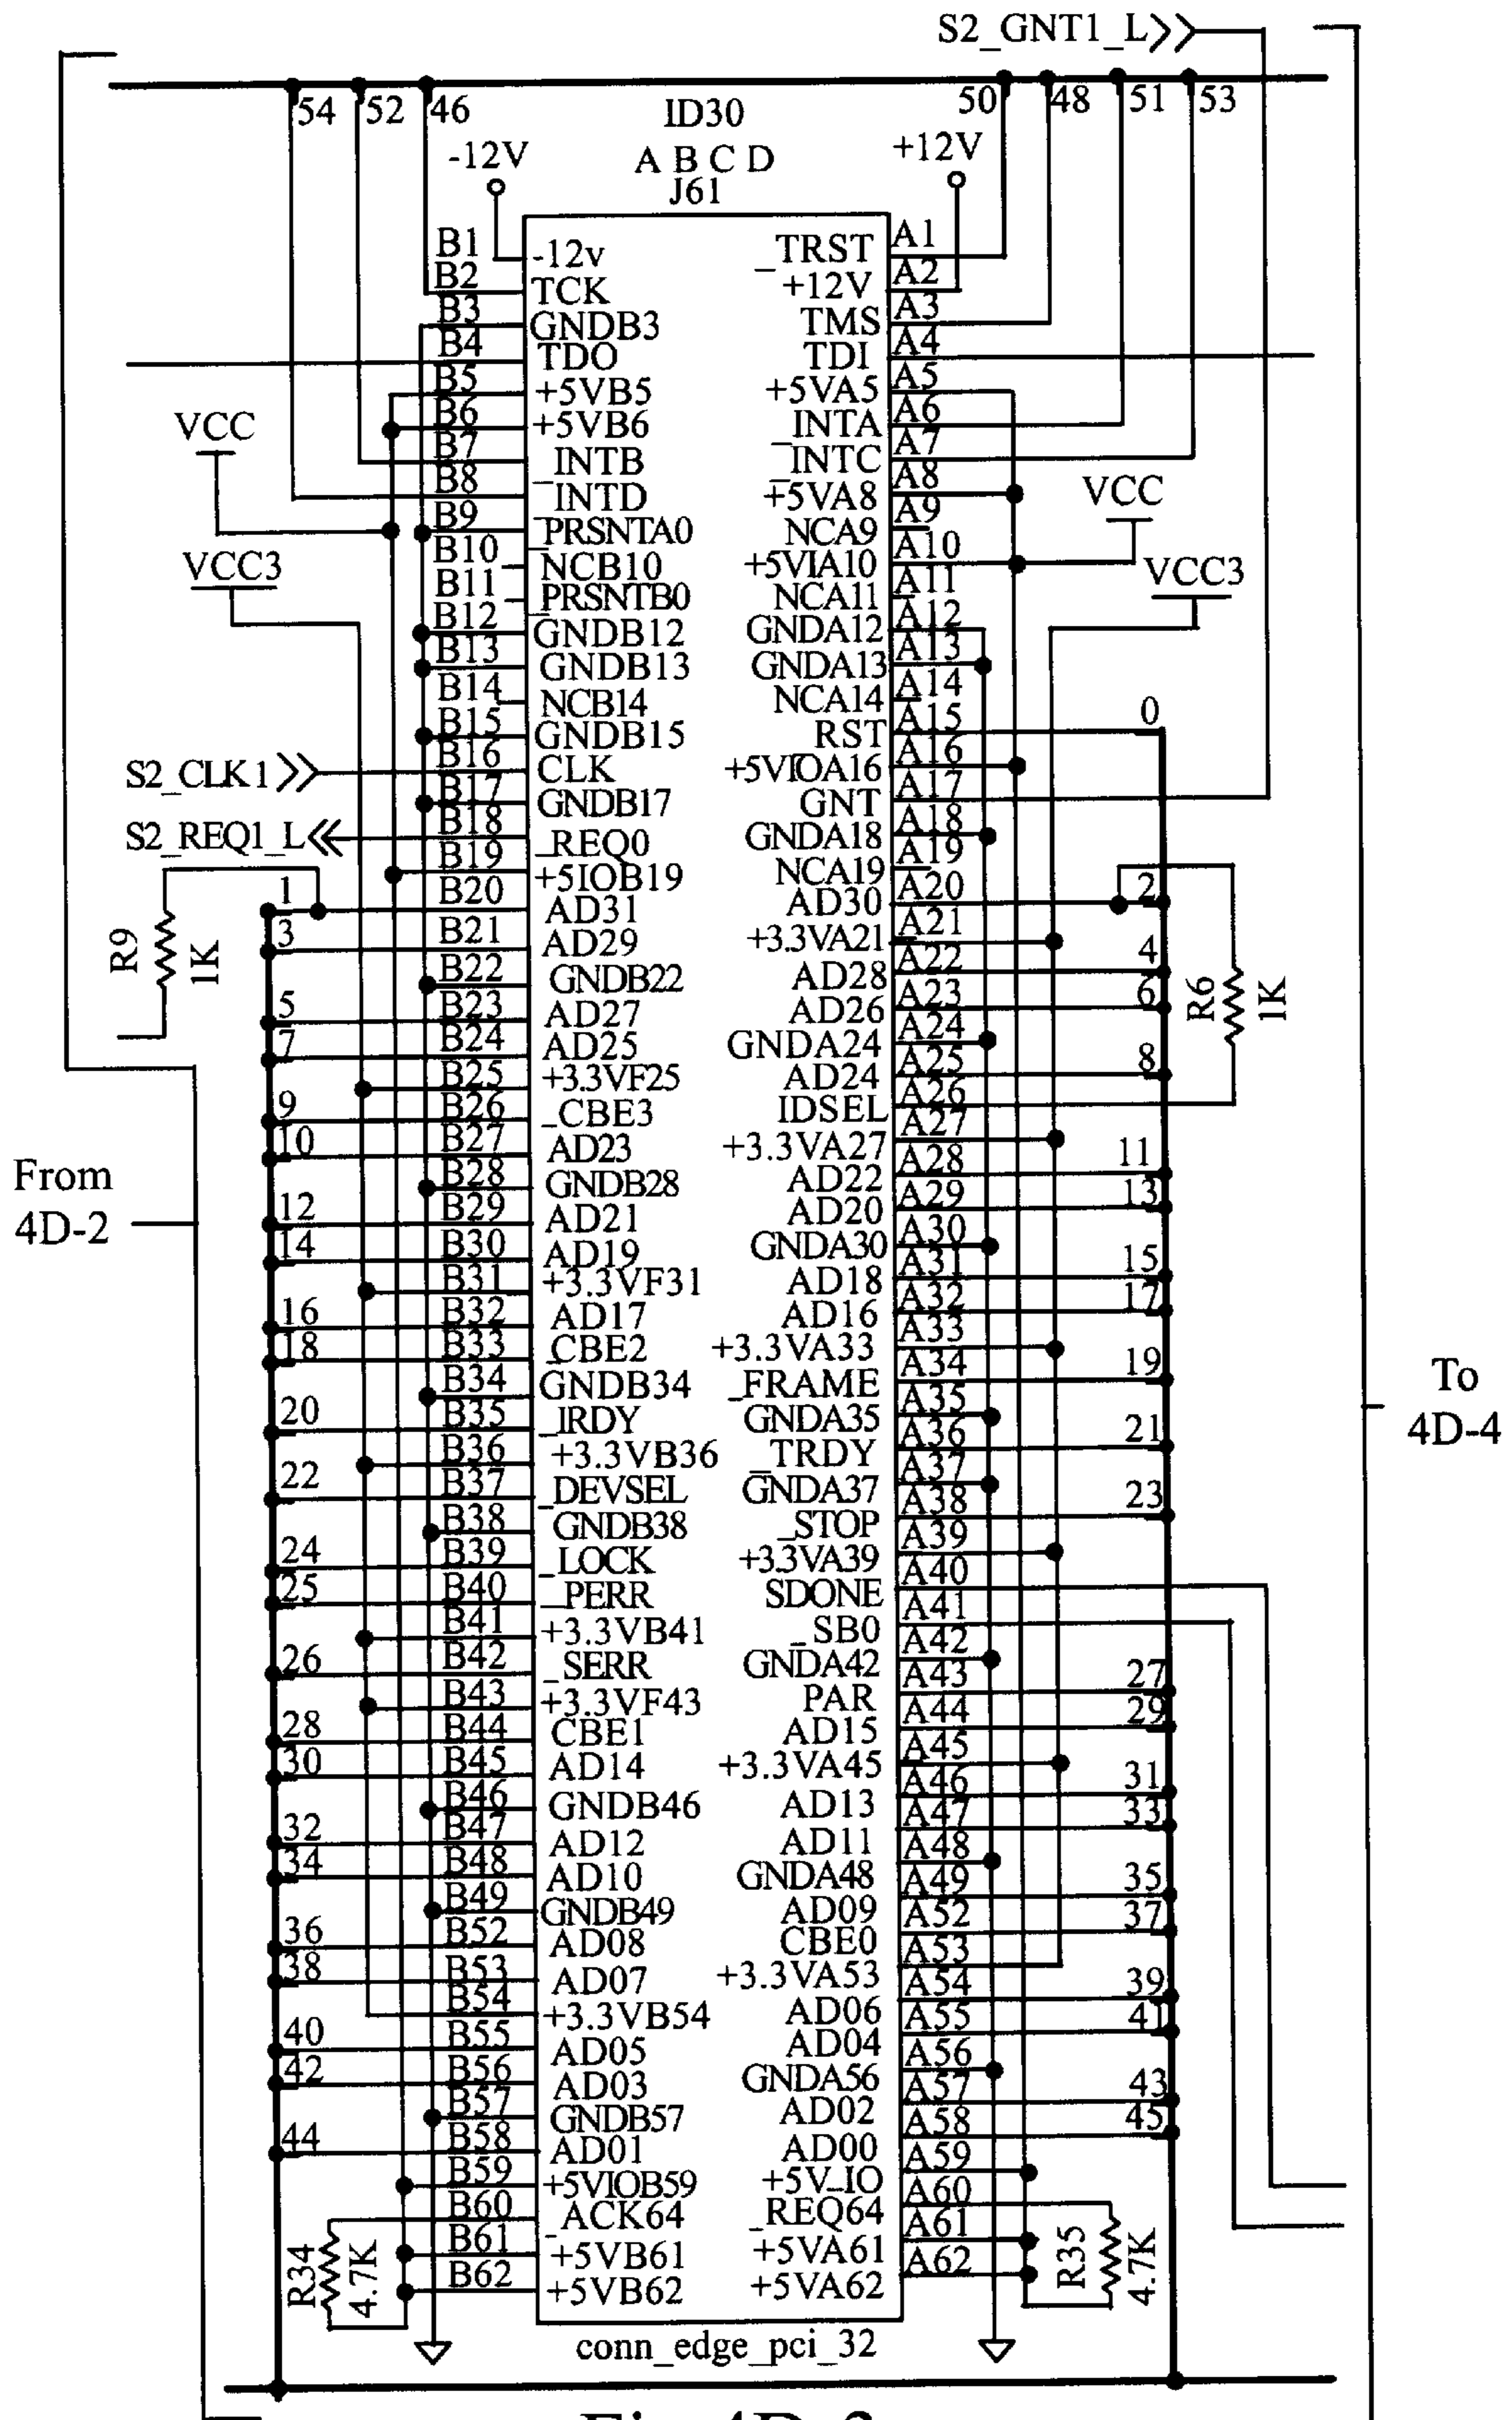 S2_GNT1_L
54 52 46 50 48 51 53
ID30
-12V A B C D +12V
J61
B1 -12v _TRST A1
B2 TCK +12V A2
B3 GNDB3 TMS A3
B4 TDO TDI A4
B5 +5VB5 +5VA5 A5
VCC B6 +5VB6 _INTA A6
B7 _INTB _INTC A7
B8 _INTD +5VA8 A8 VCC
B9 _PRSNTA0 NCA9 A9
VCC3 B10 NCB10 +5VIA10 A10 VCC3
B11 _PRSNTB0 NCA11 A11
B12 GNDB12 GNDA12 A12
B13 GNDB13 GNDA13 A13
B14 NCB14 NCA14 A14
B15 GNDB15 RST A15 0
S2_CLK1 B16 CLK +5VIOA16 A16
B17 GNDB17 GNT A17
S2_REQ1_L B18 _REQ0 GNDA18 A18
B19 +5IOB19 NCA19 A19
1 B20 AD31 AD30 A20 2
R9 1K 3 B21 AD29 +3.3VA21 A21
B22 GNDB22 AD28 A22 4
5 B23 AD27 AD26 A23 6 R6 1K
7 B24 AD25 GNDA24 A24
B25 +3.3VF25 AD24 A25 8
9 B26 _CBE3 IDSEL A26
10 B27 AD23 +3.3VA27 A27
From B28 GNDB28 AD22 A28 11
4D-2 12 B29 AD21 AD20 A29 13
14 B30 AD19 GNDA30 A30
B31 +3.3VF31 AD18 A31 15
16 B32 AD17 AD16 A32 17
18 B33 _CBE2 +3.3VA33 A33
B34 GNDB34 _FRAME A34 19 To
20 B35 _IRDY GNDA35 A35 4D-4
B36 +3.3VB36 _TRDY A36 21
22 B37 _DEVSEL GNDA37 A37
B38 GNDB38 _STOP A38 23
24 B39 _LOCK +3.3VA39 A39
25 B40 _PERR SDONE A40
B41 +3.3VB41 _SB0 A41
26 B42 _SERR GNDA42 A42
B43 +3.3VF43 PAR A43 27
28 B44 CBE1 AD15 A44 29
30 B45 AD14 +3.3VA45 A45
B46 GNDB46 AD13 A46 31
32 B47 AD12 AD11 A47 33
34 B48 AD10 GNDA48 A48
B49 GNDB49 AD09 A49 35
36 B52 AD08 CBE0 A52 37
38 B53 AD07 +3.3VA53 A53
B54 +3.3VB54 AD06 A54 39
40 B55 AD05 AD04 A55 41
42 B56 AD03 GNDA56 A56
B57 GNDB57 AD02 A57 43
44 B58 AD01 AD00 A58 45
B59 +5VIOB59 +5V_IO A59
B60 _ACK64 _REQ64 A60
R34 4.7K B61 +5VB61 +5VA61 A61 R35 4.7K
B62 +5VB62 +5VA62 A62
conn_edge_pci_32